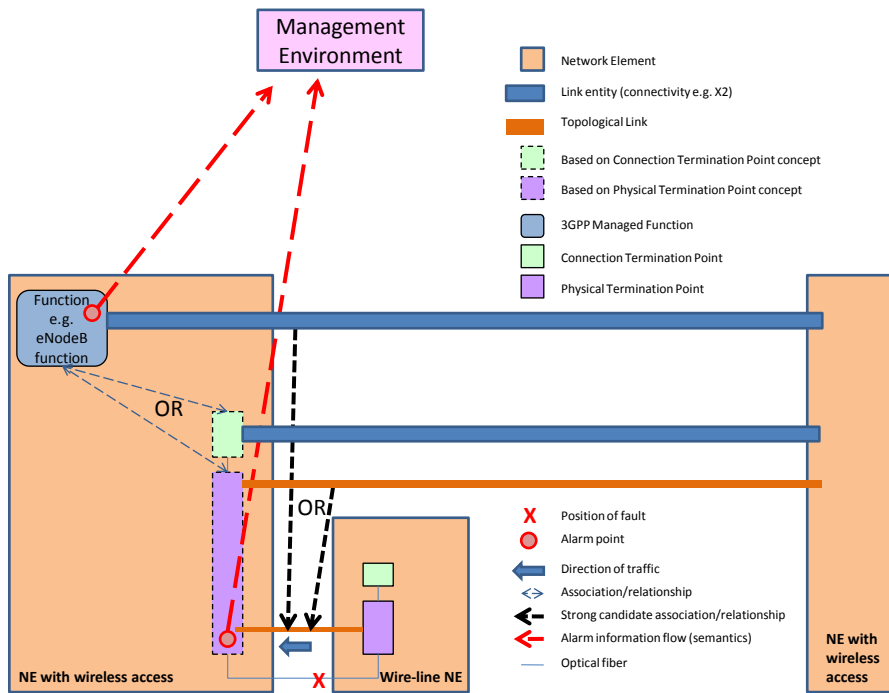 Management
Environment
Network Element
Link entity (connectivity e.g. X2)
Topological Link
Based on Connection Termination Point concept
Based on Physical Termination Point concept
3GPP Managed Function
Connection Termination Point
Physical Termination Point
Function
e.g.
eNodeB
function
OR
OR
X
Position of fault
Alarm point
Direction of traffic
Association/relationship
Strong candidate association/relationship
Alarm information flow (semantics)
Optical fiber
NE with wireless access
X
Wire-line NE
NE with
wireless
access